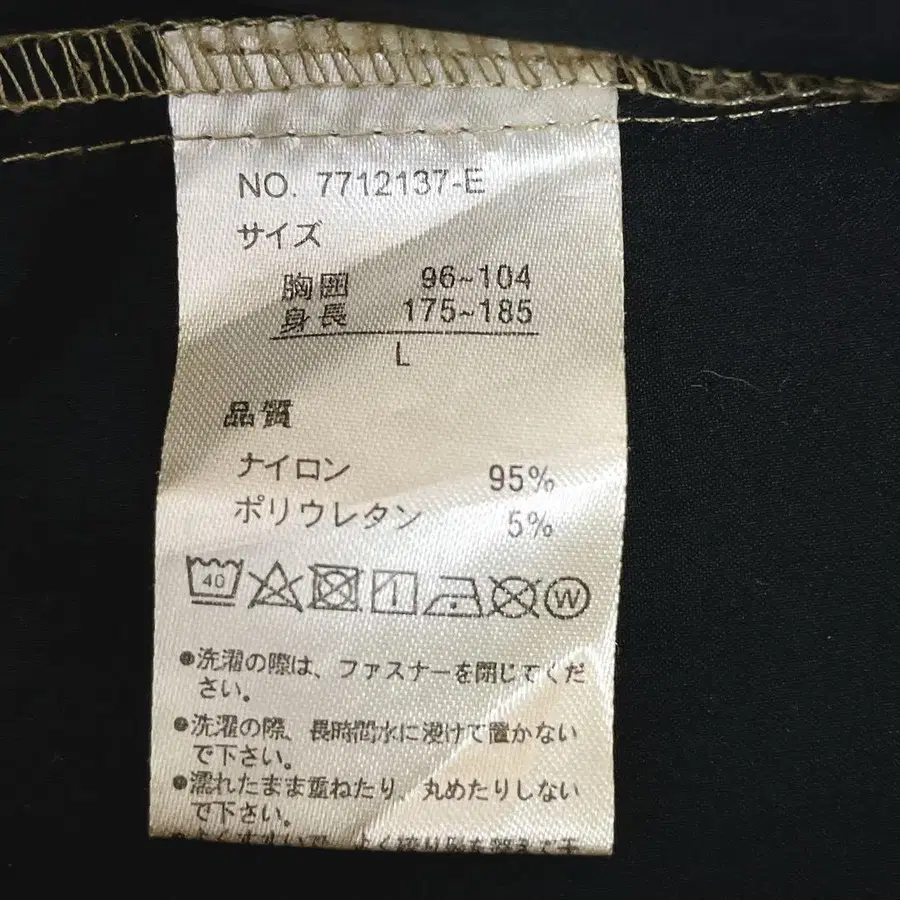 NO. 7712137-E
サイズ
胸囲 96~104
身長 175~185
L
品質
ナイロン 95%
ポリウレタン 5%
40 W
●洗濯の際は、ファスナーを閉じてくだ
さい。
●洗濯の際、長時間水に浸けて置かない
で下さい。
●濡れたまま重ねたり、丸めたりしない
で下さい。